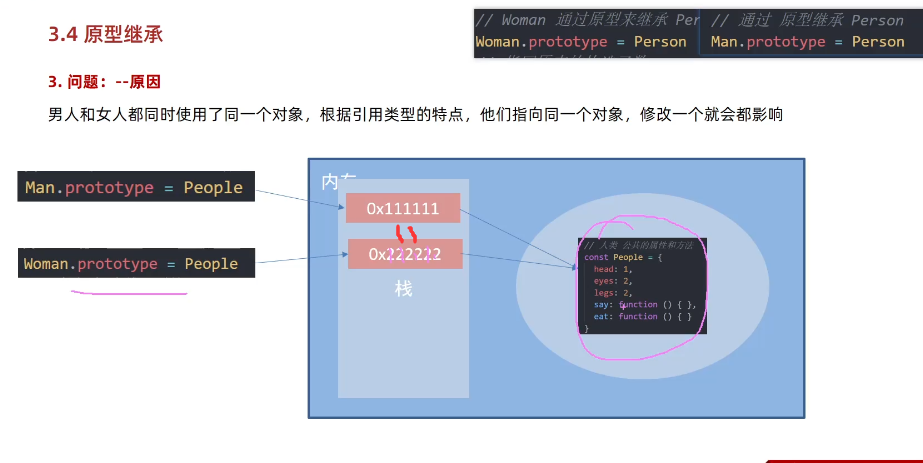 3.4 原型继承
// Woman 通过原型来继承 Per
Woman.prototype = Person
// 通过 原型继承 Person
Man.prototype = Person
3. 问题：--原因
男人和女人都同时使用了同一个对象，根据引用类型的特点，他们指向同一个对象，修改一个就会都影响
Man.prototype = People
Woman.prototype = People
内存
0x111111
0x222222
栈
// 人类 公共的属性和方法
const People = {
head: 1,
eyes: 2,
legs: 2,
say: function () { },
eat: function () { }
}